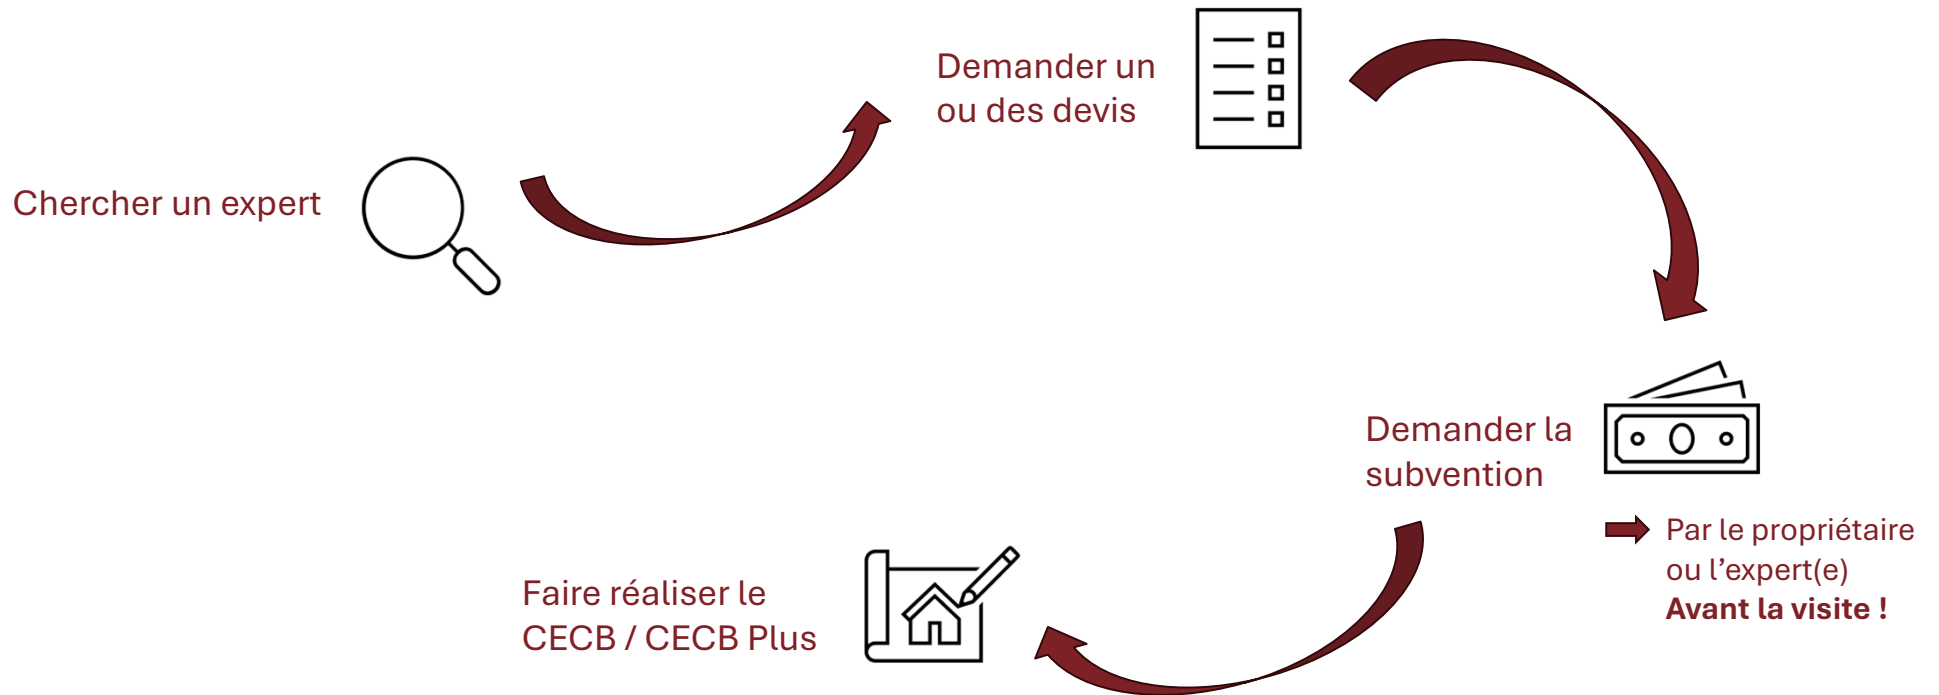 Chercher un expert
Demander un
ou des devis
Demander la
subvention
Par le propriétaire
ou l’expert(e)
Avant la visite !
Faire réaliser le
CECB / CECB Plus